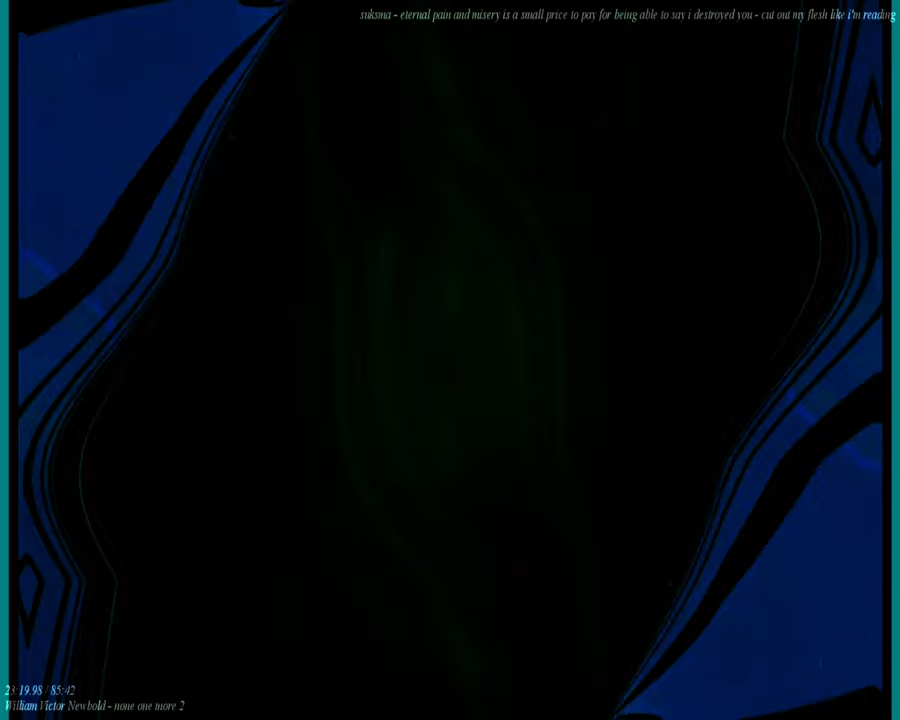 suksma - eternal pain and misery is a small price to pay for being able to say i destroyed you - cut out my flesh like i'm reading
23:19.98 / 85:42
William Victor Newbold - none one more 2